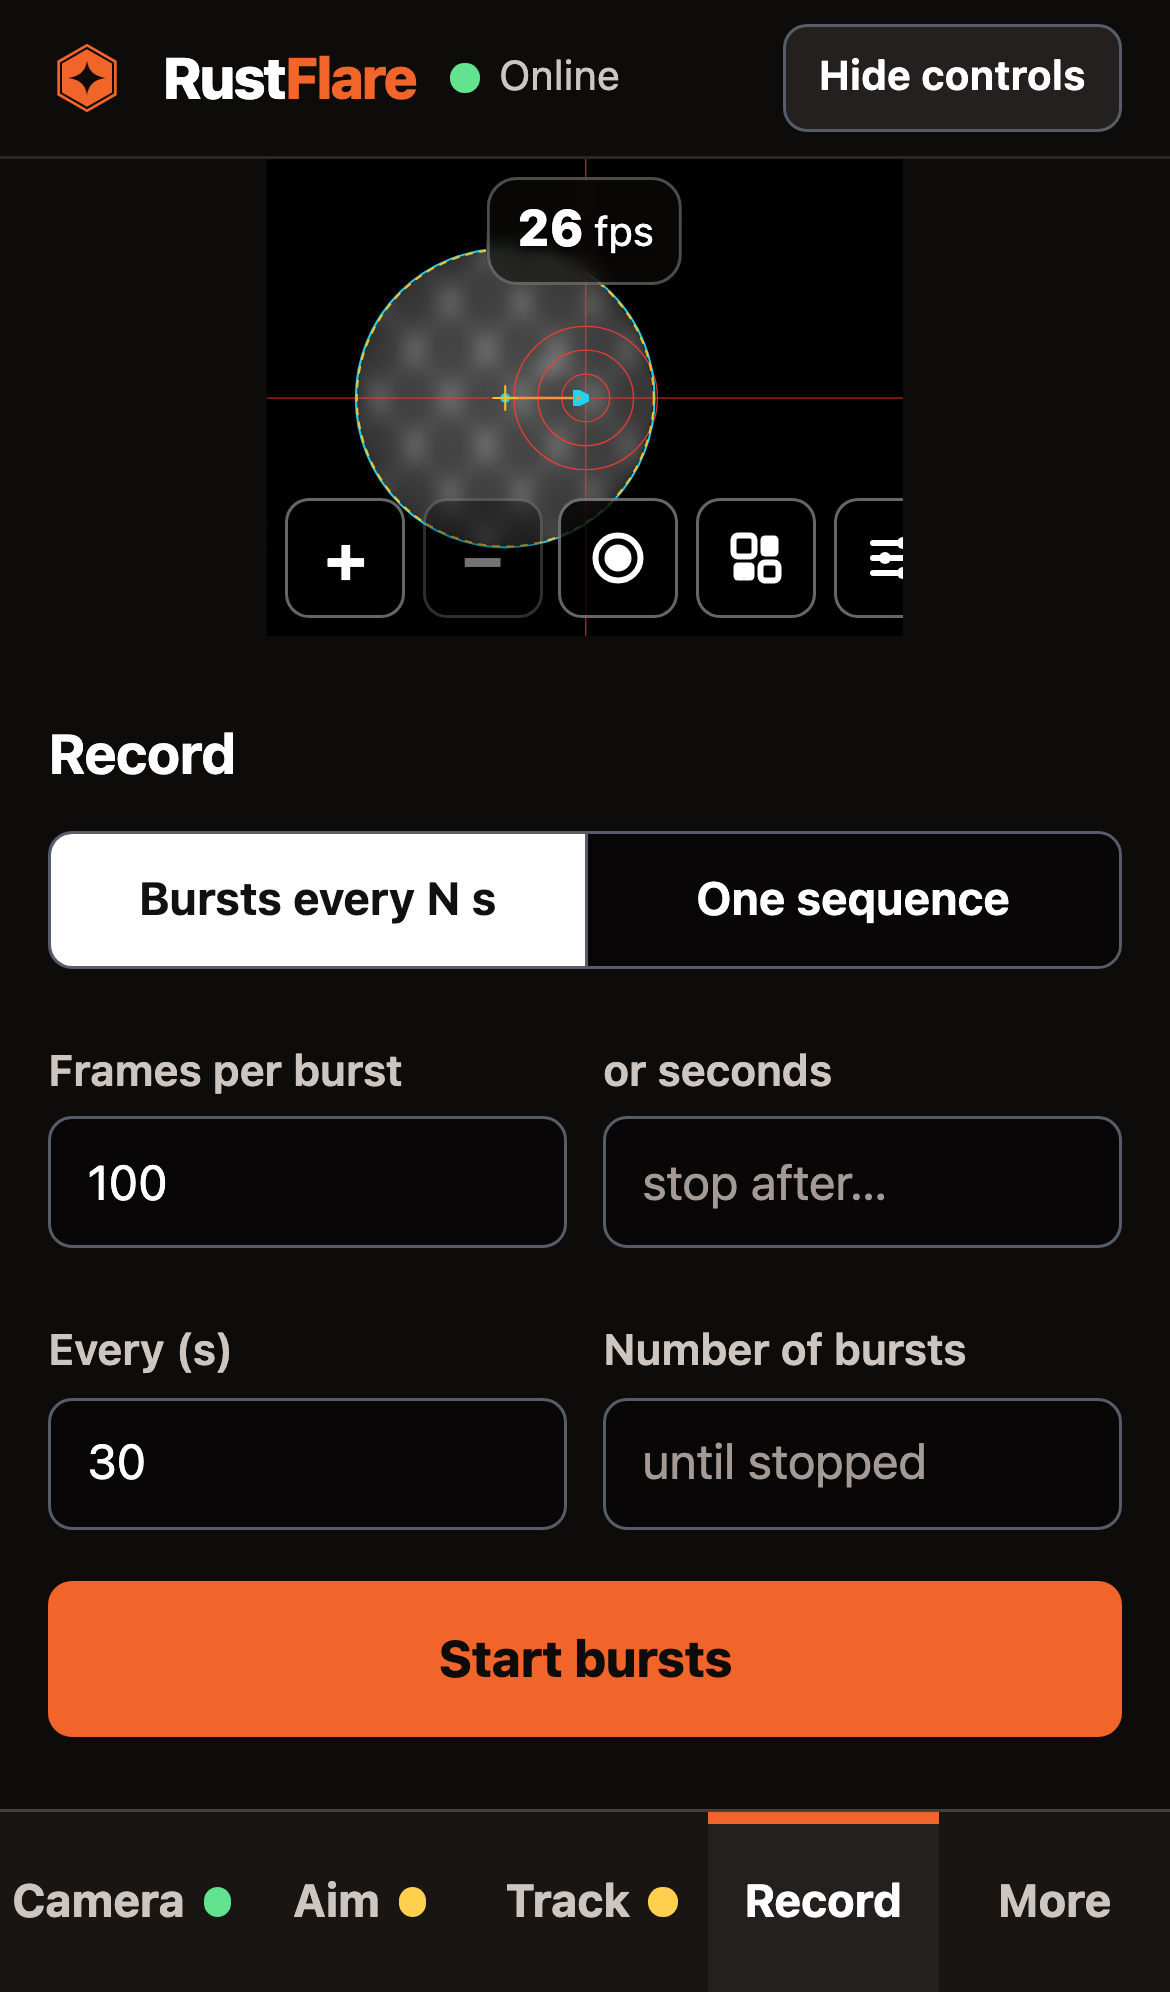 RustFlare Online Hide controls
26 fps
Record
Bursts every N s One sequence
Frames per burst or seconds
100 stop after...
Every (s) Number of bursts
30 until stopped
Start bursts
Camera Aim Track Record More